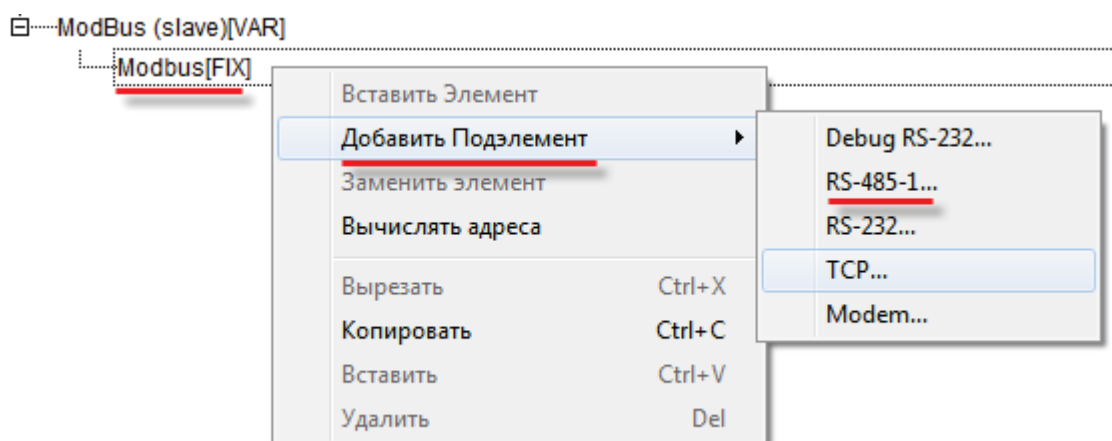 ModBus (slave)[VAR]
Modbus[FIX]
Вставить Элемент
Добавить Подэлемент
Заменить элемент
Вычислять адреса
Вырезать Ctrl+X
Копировать Ctrl+C
Вставить Ctrl+V
Удалить Del
Debug RS-232...
RS-485-1...
RS-232...
TCP...
Modem...